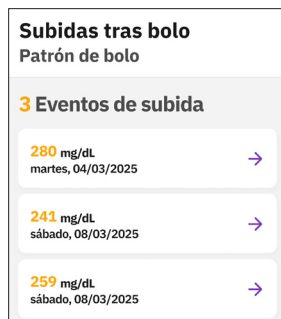 Subidas tras bolo
Patrón de bolo
3 Eventos de subida
280 mg/dL
martes, 04/03/2025
241 mg/dL
sábado, 08/03/2025
259 mg/dL
sábado, 08/03/2025